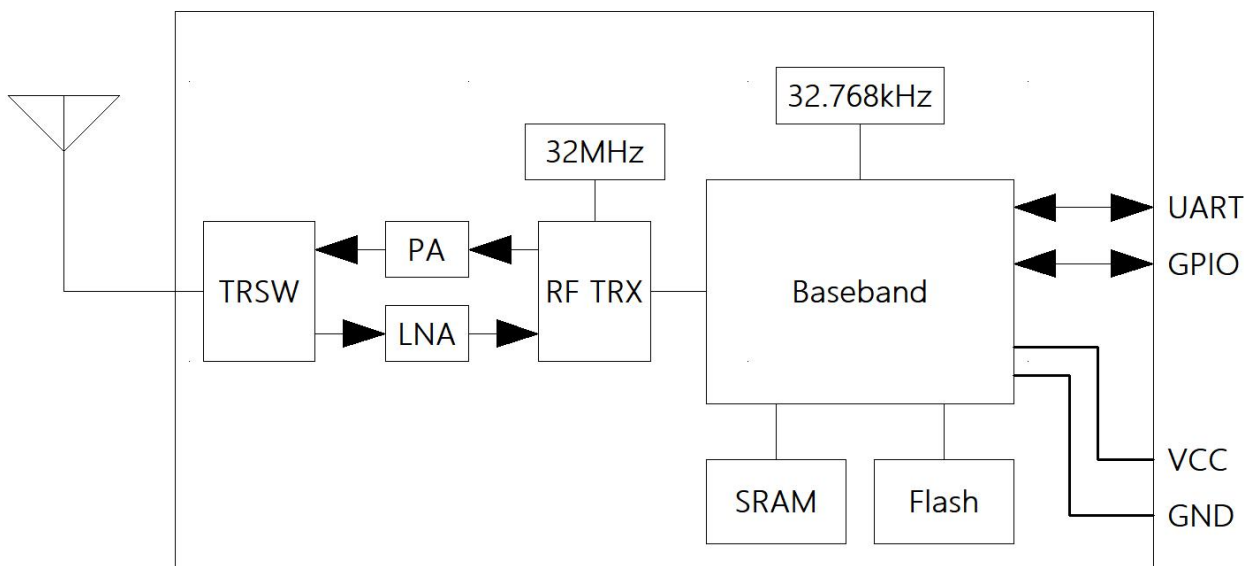 32.768kHz
32MHz
UART
PA
GPIO
TRSW
RF TRX
Baseband
LNA
VCC
SRAM
Flash
GND